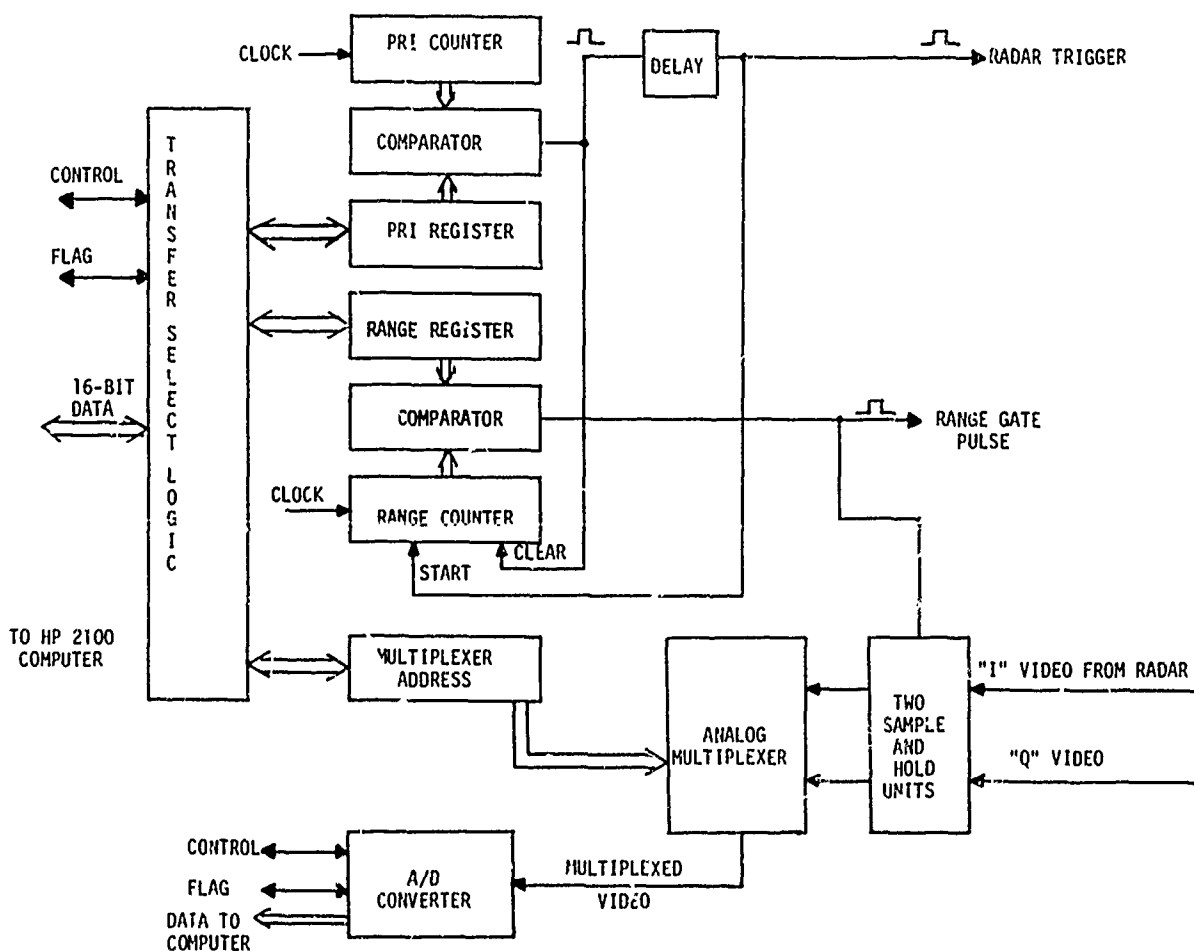 PRI COUNTER
CLOCK
DELAY
RADAR TRIGGER
COMPARATOR
CONTROL
PRI REGISTER
FLAG
TRANSFER SELECT LOGIC
RANGE REGISTER
16-BIT
DATA
COMPARATOR
RANGE GATE
PULSE
CLOCK
RANGE COUNTER
CLEAR
START
TO HP 2100
COMPUTER
MULTIPLEXER
ADDRESS
"I" VIDEO FROM RADAR
ANALOG
MULTIPLEXER
TWO
SAMPLE
AND
HOLD
UNITS
"Q" VIDEO
CONTROL
FLAG
DATA TO
COMPUTER
A/D
CONVERTER
MULTIPLEXED
VIDEO